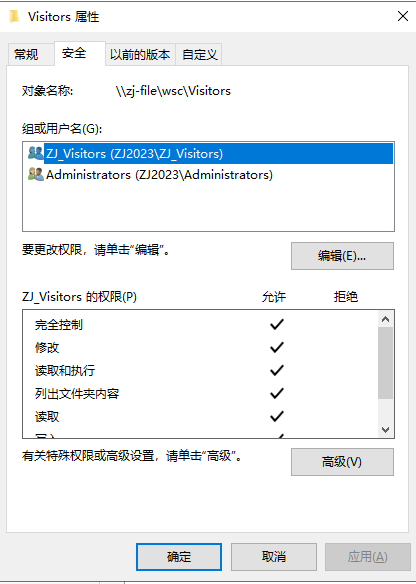 Visitors 属性
常规
安全
以前的版本
自定义
对象名称:
\\zj-file\wsc\Visitors
组或用户名(G):
ZJ_Visitors (ZJ2023\ZJ_Visitors)
Administrators (ZJ2023\Administrators)
要更改权限，请单击“编辑”。
编辑(E)...
ZJ_Visitors 的权限(P)
允许
拒绝
完全控制
修改
读取和执行
列出文件夹内容
读取
有关特殊权限或高级设置，请单击“高级”。
高级(V)
确定
取消
应用(A)